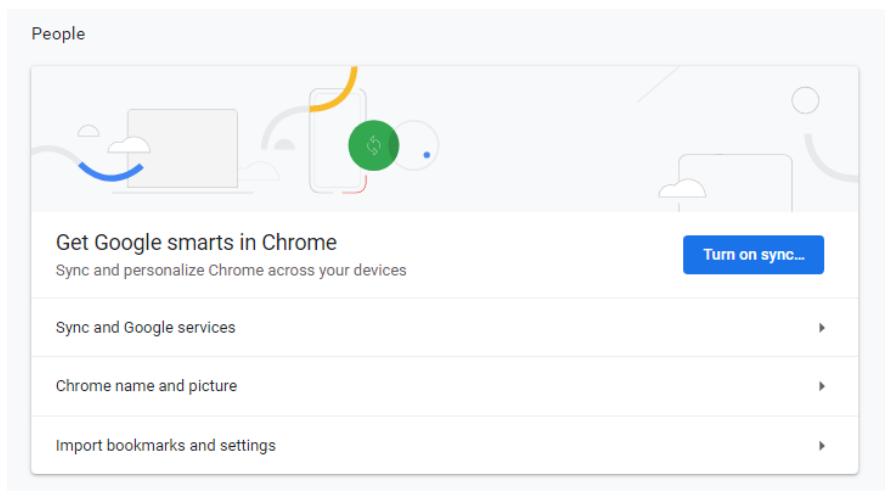 People
Get Google smarts in Chrome
Sync and personalize Chrome across your devices
Turn on sync...
Sync and Google services
Chrome name and picture
Import bookmarks and settings